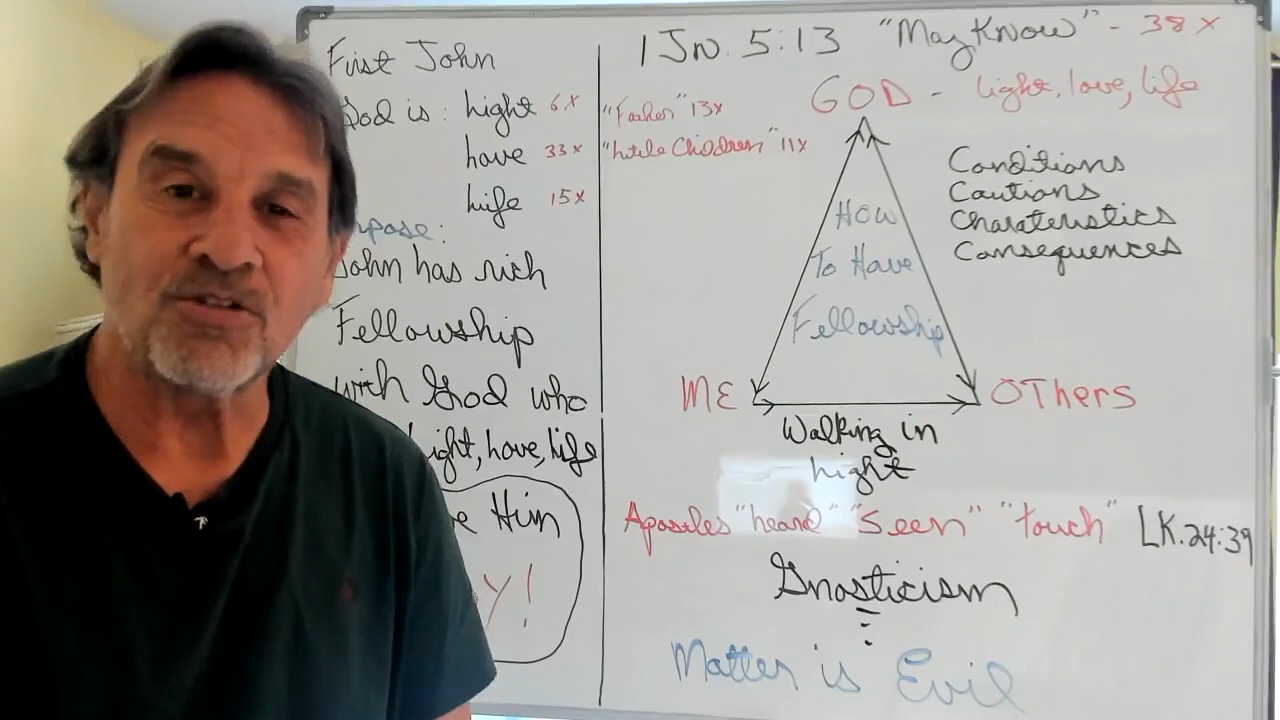 First John
God is: Light 6x
Love 33x
Life 15x
pose:
John has rich
Fellowship
with God who
ight, Love, life
e Him
Y!
1 Jn. 5:13 "May Know" - 38x
"Father" 13x
"Little Children" 11x
GOD - light, love, life
Conditions
Cautions
Charateristics
Consequences
How
To Have
Fellowship
ME
OTHers
Walking in
Light
Apostles "heard" "seen" "touch" LK. 24:39
Gnosticism
Matter is Evil